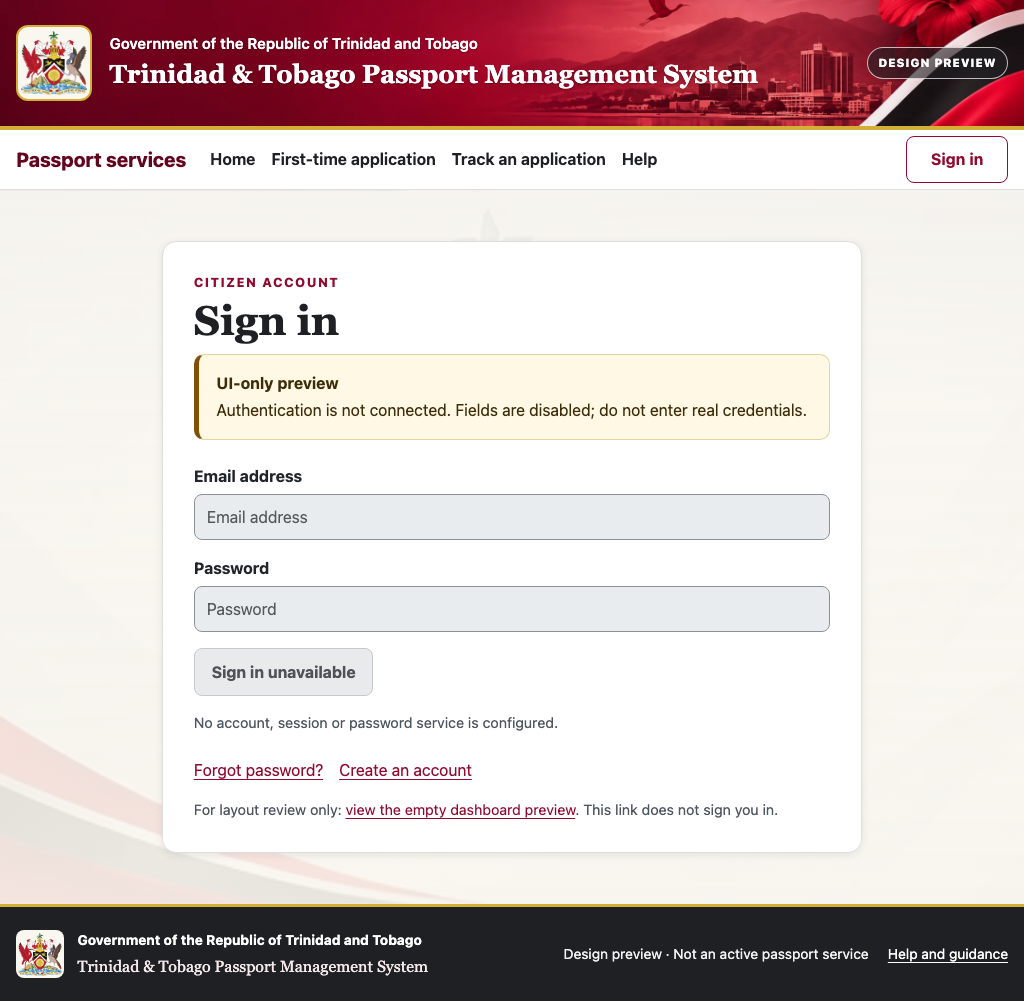 Government of the Republic of Trinidad and Tobago
Trinidad & Tobago Passport Management System
DESIGN PREVIEW
Passport services
Home
First-time application
Track an application
Help
Sign in
CITIZEN ACCOUNT
Sign in
UI-only preview
Authentication is not connected. Fields are disabled; do not enter real credentials.
Email address
Email address
Password
Password
Sign in unavailable
No account, session or password service is configured.
Forgot password? Create an account
For layout review only: view the empty dashboard preview. This link does not sign you in.
Government of the Republic of Trinidad and Tobago
Trinidad & Tobago Passport Management System
Design preview · Not an active passport service
Help and guidance